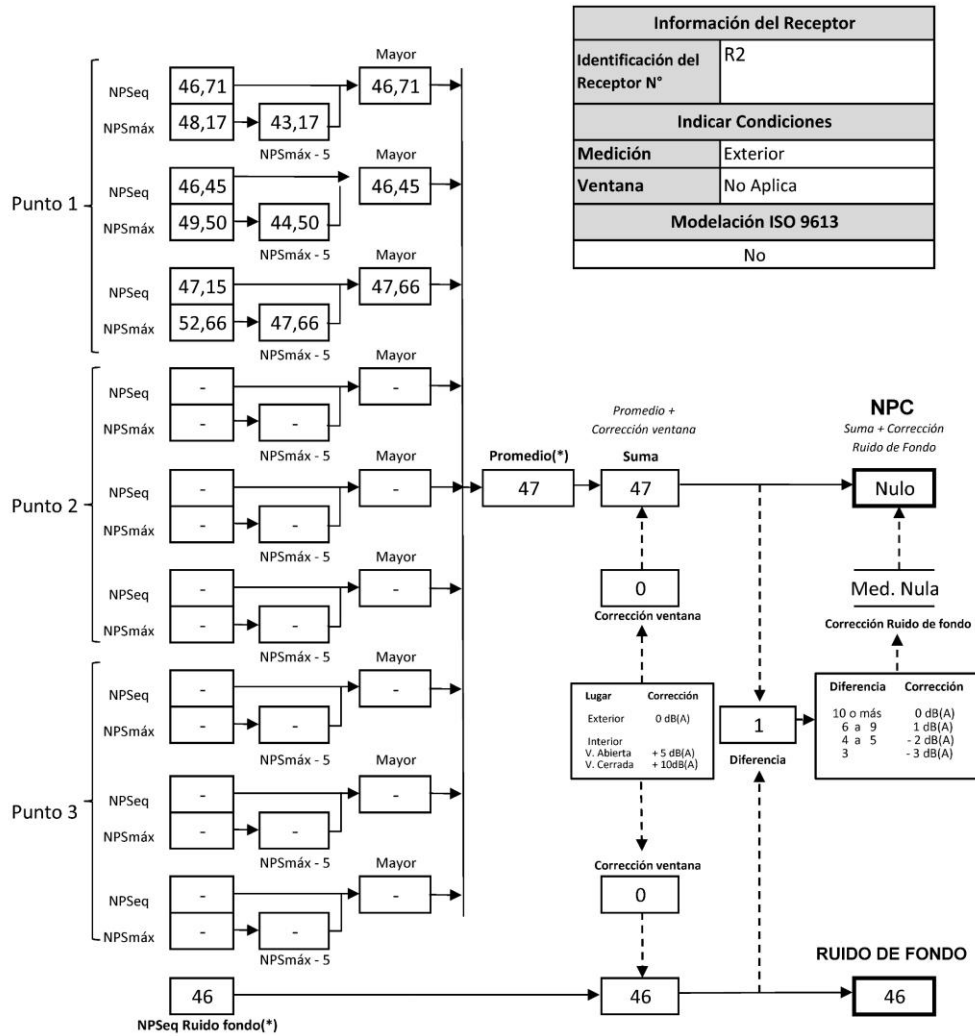 Información del Receptor
Identificación del Receptor N°
R2
Indicar Condiciones
Medición Exterior
Ventana No Aplica
Modelación ISO 9613
No
Punto 1
Mayor
NPSeq 46,71 46,71
NPSmáx 48,17 43,17
NPSmáx - 5
Mayor
NPSeq 46,45 46,45
NPSmáx 49,50 44,50
NPSmáx - 5
Mayor
NPSeq 47,15 47,66
NPSmáx 52,66 47,66
NPSmáx - 5
Punto 2
Mayor
NPSeq - -
NPSmáx - -
NPSmáx - 5
Mayor
NPSeq - -
NPSmáx - -
NPSmáx - 5
Mayor
NPSeq - -
NPSmáx - -
NPSmáx - 5
Punto 3
Mayor
NPSeq - -
NPSmáx - -
NPSmáx - 5
Mayor
NPSeq - -
NPSmáx - -
NPSmáx - 5
Mayor
NPSeq - -
NPSmáx - -
NPSmáx - 5
Promedio(*)
47
Promedio +
Corrección ventana
Suma
47
0
Corrección ventana
Lugar Corrección
Exterior 0 dB(A)
Interior
V. Abierta + 5 dB(A)
V. Cerrada + 10dB(A)
Corrección ventana
0
NPC
Suma + Corrección
Ruido de Fondo
Nulo
Med. Nula
Corrección Ruido de fondo
Diferencia Corrección
10 o más 0 dB(A)
6 a 9 1 dB(A)
4 a 5 - 2 dB(A)
3 - 3 dB(A)
1
Diferencia
46
NPSeq Ruido fondo(*)
46
RUIDO DE FONDO
46